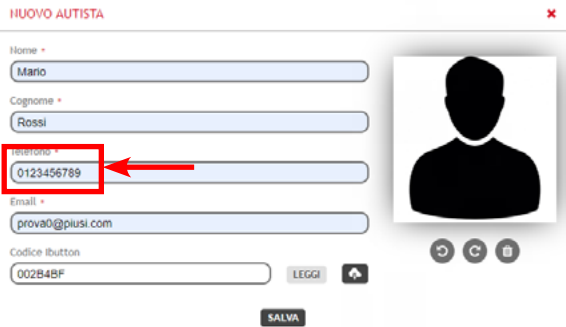 NUOVO AUTISTA
Nome *
Mario
Cognome *
Rossi
Telefono *
0123456789
Email *
prova0@piusi.com
Codice Ibutton
002B4BF
LEGGI
SALVA